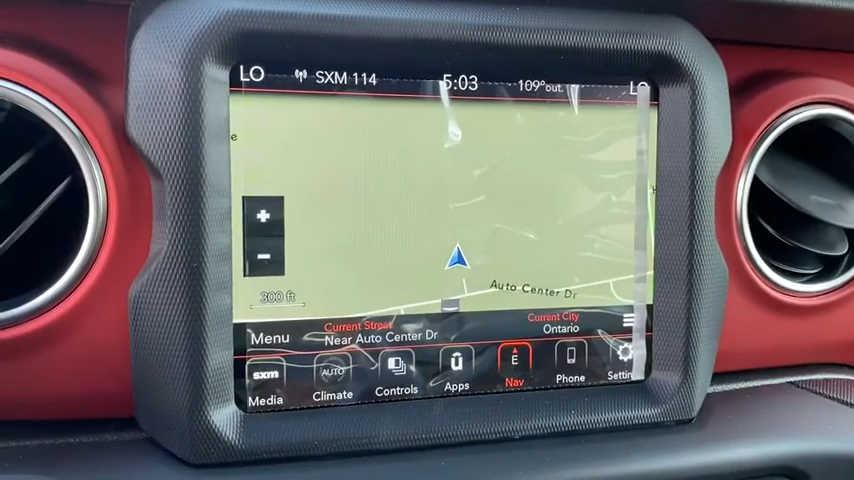 LO SXM 114 5:03 109° out. LO
e
+
-
300 ft
Auto Center Dr
Menu
Current Street
Near Auto Center Dr
Current City
Ontario
sxm AUTO E
Media Climate Controls Apps Nav Phone Settin